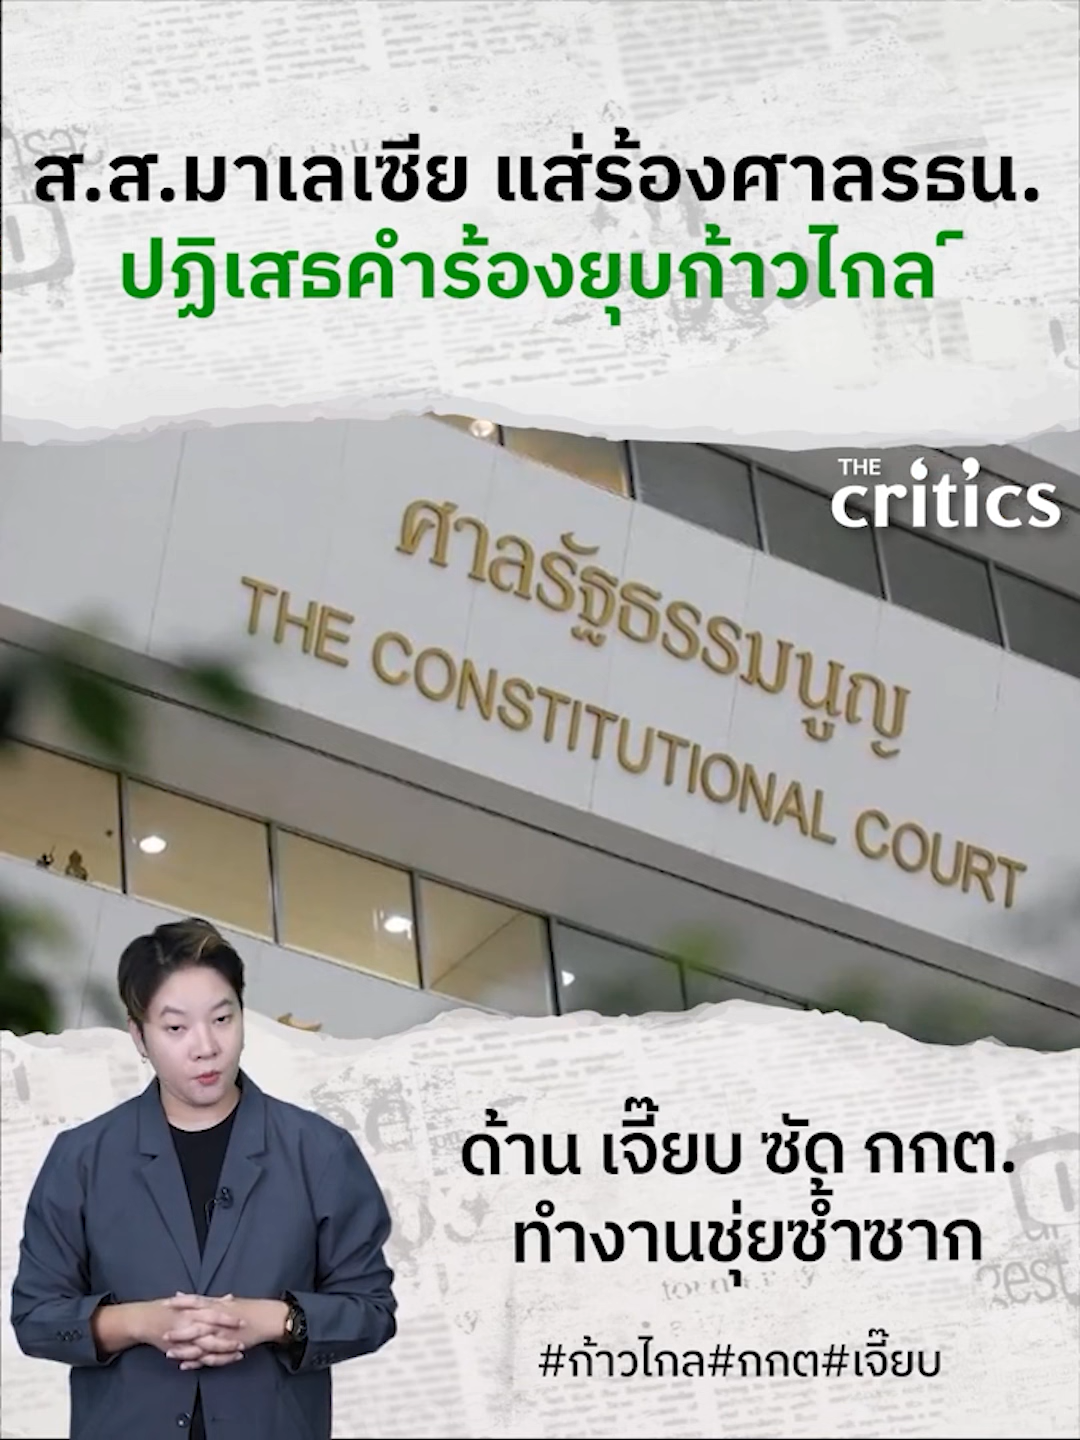 ส.ส.มาเลเซีย แส่ร้องศาลรธน.
ปฏิเสธคำร้องยุบก้าวไกล ์
THE
critics
ศาลรัฐธรรมนูญ
THE CONSTITUTIONAL COURT
ด้าน เจี๊ยบ ซัด กกต.
ทำงานชุ่ยซ้ำซาก
#ก้าวไกล#กกต#เจี๊ยบ